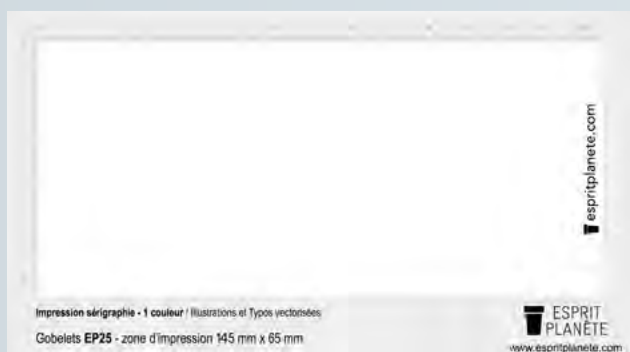 espritplanete.com
Impression sérigraphie - 1 couleur / Illustrations et Typos vectorisées
Gobelets EP25 - zone d'impression 145 mm x 65 mm
ESPRIT
PLANÈTE
www.espritplanete.com